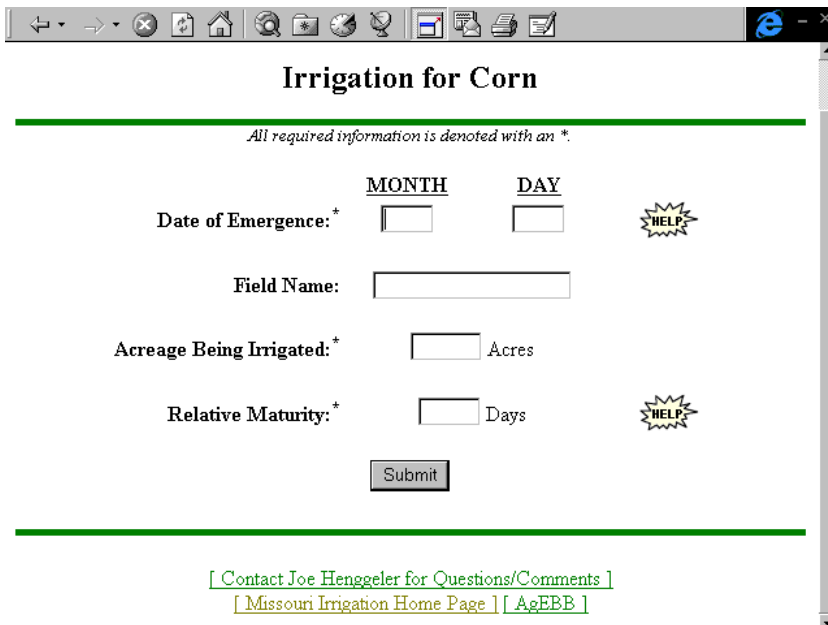 Irrigation for Corn
All required information is denoted with an *.
MONTH DAY
Date of Emergence:* HELP
Field Name:
Acreage Being Irrigated:* Acres
Relative Maturity:* Days HELP
Submit
[ Contact Joe Henggeler for Questions/Comments ]
[ Missouri Irrigation Home Page ] [ AgEBB ]